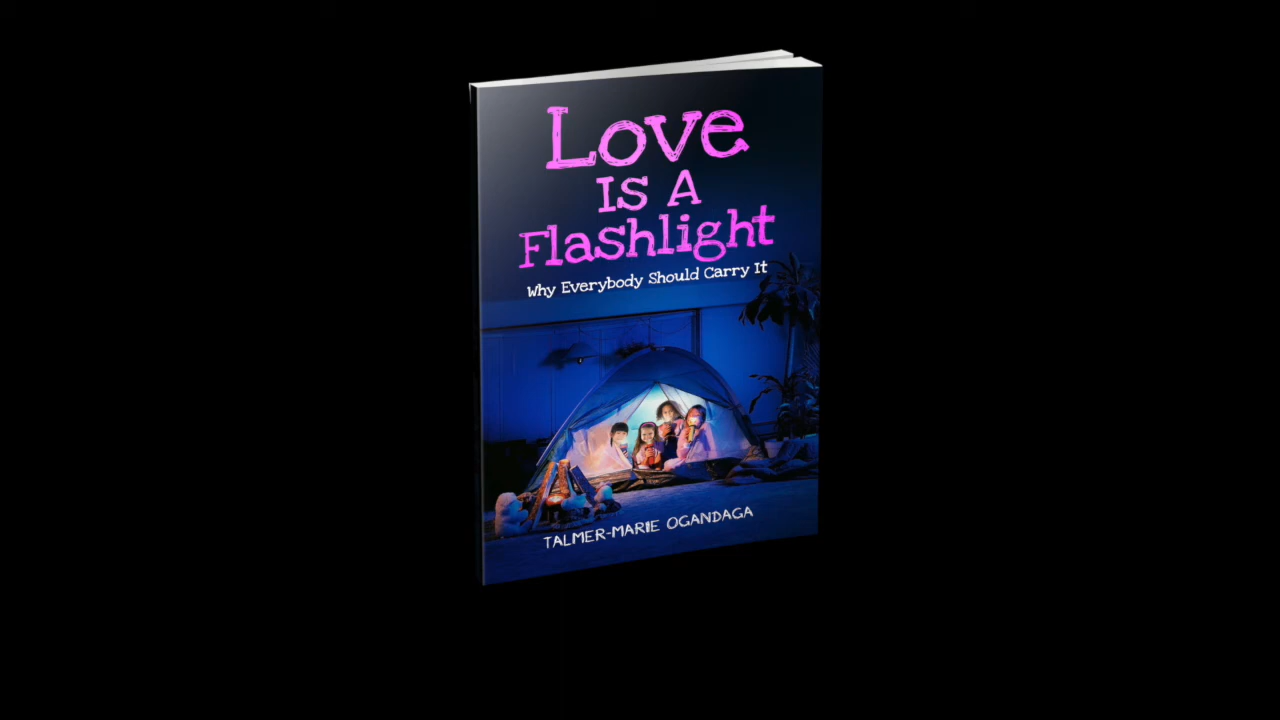 Love
Is A
Flashlight
Why Everybody Should Carry It
TALMER-MARIE OGANDAGA